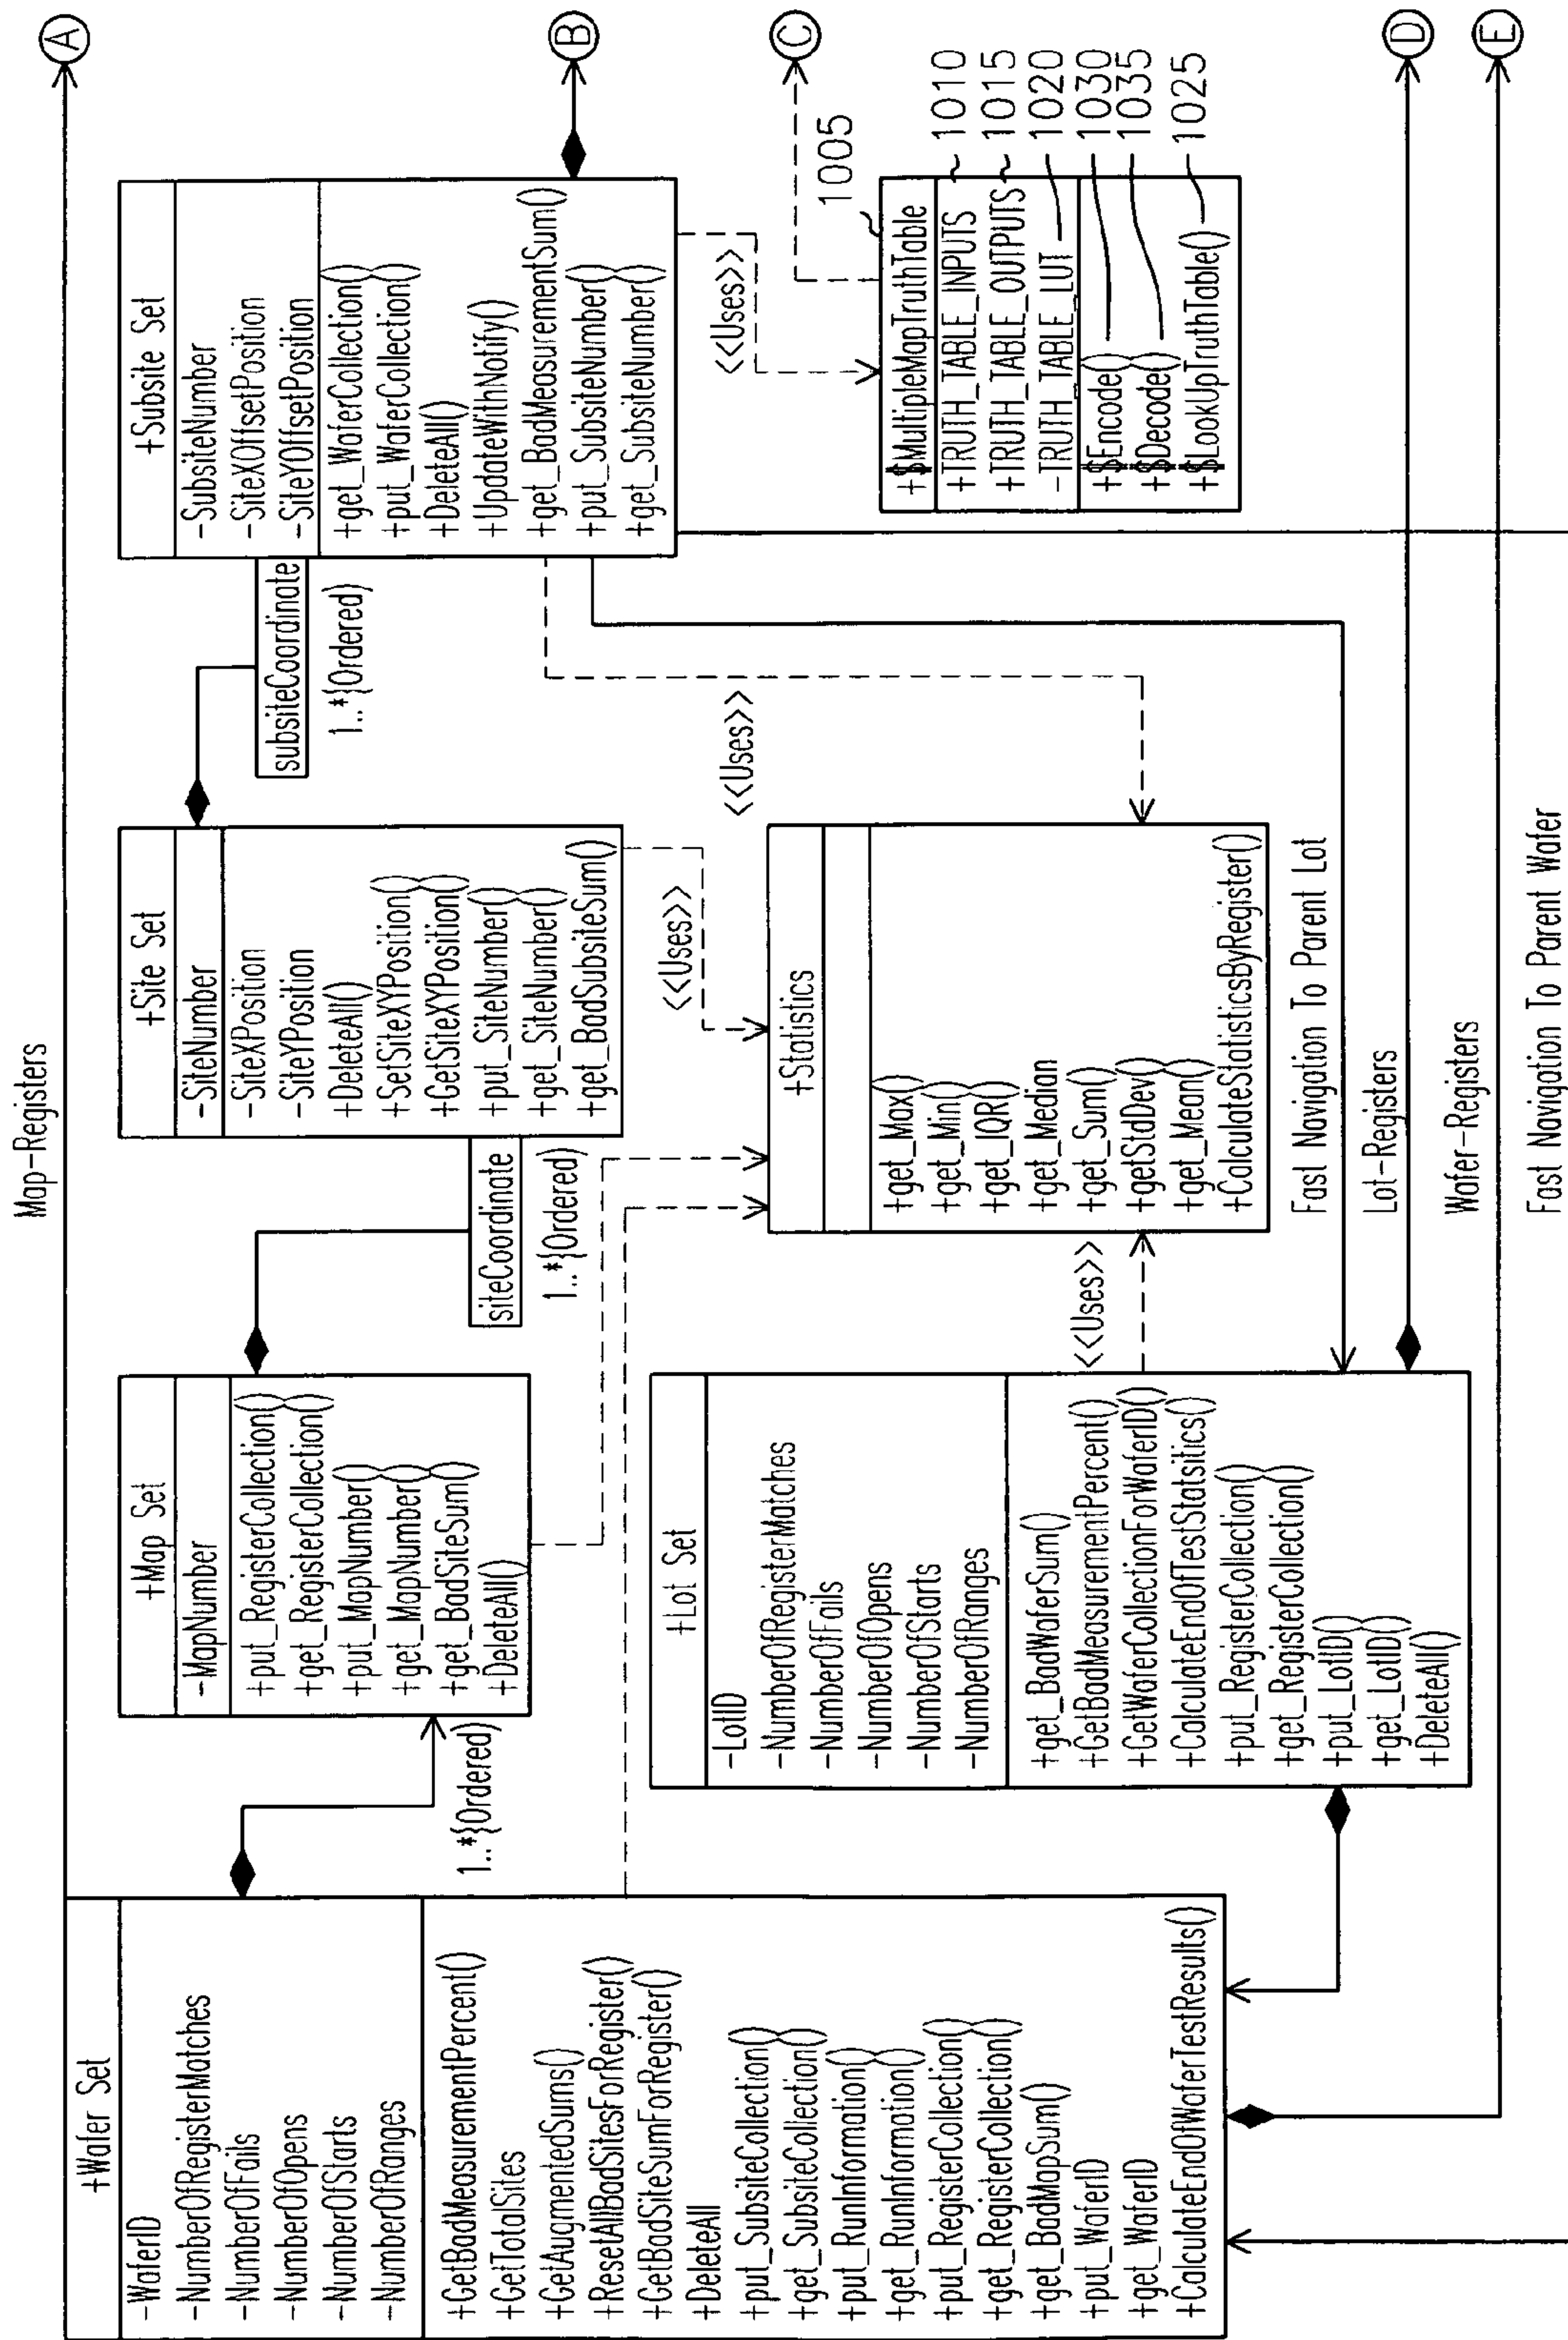 Map-Registers
A
+Wafer Set
-WaferID
-NumberOfRegisterMatches
-NumberOfFails
-NumberOfOpens
-NumberOfStarts
-NumberOfRanges
+GetBadMeasurementPercent()
+GetTotalSites
+GetAugmentedSums()
+ResetAllBadSitesForRegister()
+GetBadSiteSumForRegister()
+DeleteAll
+put_SubsiteCollection()
+get_SubsiteCollection()
+put_RunInformation()
+get_RunInformation()
+put_RegisterCollection()
+get_RegisterCollection()
+get_BadMapSum()
+put_WaferID
+get_WaferID
+CalculateEndOfWaferTestResults()
1..*{Ordered)
+Map Set
-MapNumber
+put_RegisterCollection()
+get_RegisterCollection()
+put_MapNumber()
+get_MapNumber()
+get_BadSiteSum()
+DeleteAll()
siteCoordinate
1..*{Ordered)
+Site Set
-SiteNumber
-SiteXPosition
-SiteYPosition
+DeleteAll()
+SetSiteXYPosition()
+GetSiteXYPosition()
+put_SiteNumber()
+get_SiteNumber()
+get_BadSubsiteSum()
subsiteCoordinate
1..*{Ordered)
+Subsite Set
-SubsiteNumber
-SiteXOffsetPosition
-SiteYOffsetPosition
+get_WaferCollection()
+put_WaferCollection()
+DeleteAll()
+UpdateWithNotify()
+get_BadMeasurementSum()
+put_SubsiteNumber()
+get_SubsiteNumber()
B
<<Uses>>
<<Uses>>
<<Uses>>
C
+Lot Set
-LotID
-NumberOfRegisterMatches
-NumberOfFails
-NumberOfOpens
-NumberOfStarts
-NumberOfRanges
+get_BadWaferSum()
+GetBadMeasurementPercent()
+GetWaferCollectionForWaferID()
+CalculateEndOfTestStatsitics()
+put_RegisterCollection()
+get_RegisterCollection()
+put_LotID()
+get_LotID()
+DeleteAll()
<<Uses>>
+Statistics
+get_Max()
+get_Min()
+get_IQR()
+get_Median
+get_Sum()
+getStdDev()
+get_Mean()
+CalculateStatisticsByRegister()
1005
+$MultipleMapTruthTable
+TRUTH_TABLE_INPUTS 1010
+TRUTH_TABLE_OUTPUTS 1015
-TRUTH_TABLE_LUT 1020
+$Encode() 1030
+$Decode() 1035
+$LookUpTruthTable() 1025
Fast Navigation To Parent Lot
Lot-Registers
D
Wafer-Registers
E
Fast Navigation To Parent Wafer